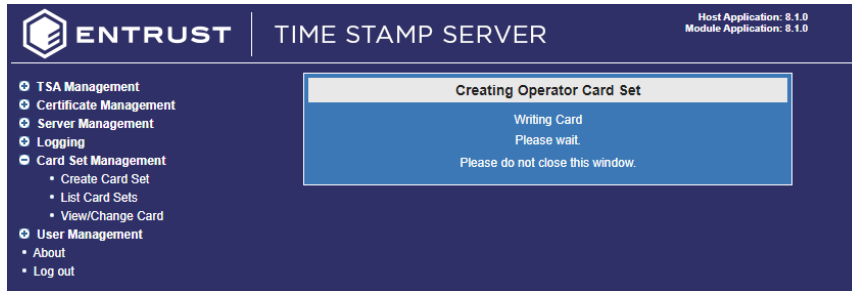 ENTRUST
TIME STAMP SERVER
Host Application: 8.1.0
Module Application: 8.1.0
TSA Management
Certificate Management
Server Management
Logging
Card Set Management
• Create Card Set
• List Card Sets
• View/Change Card
User Management
• About
• Log out
Creating Operator Card Set
Writing Card
Please wait.
Please do not close this window.